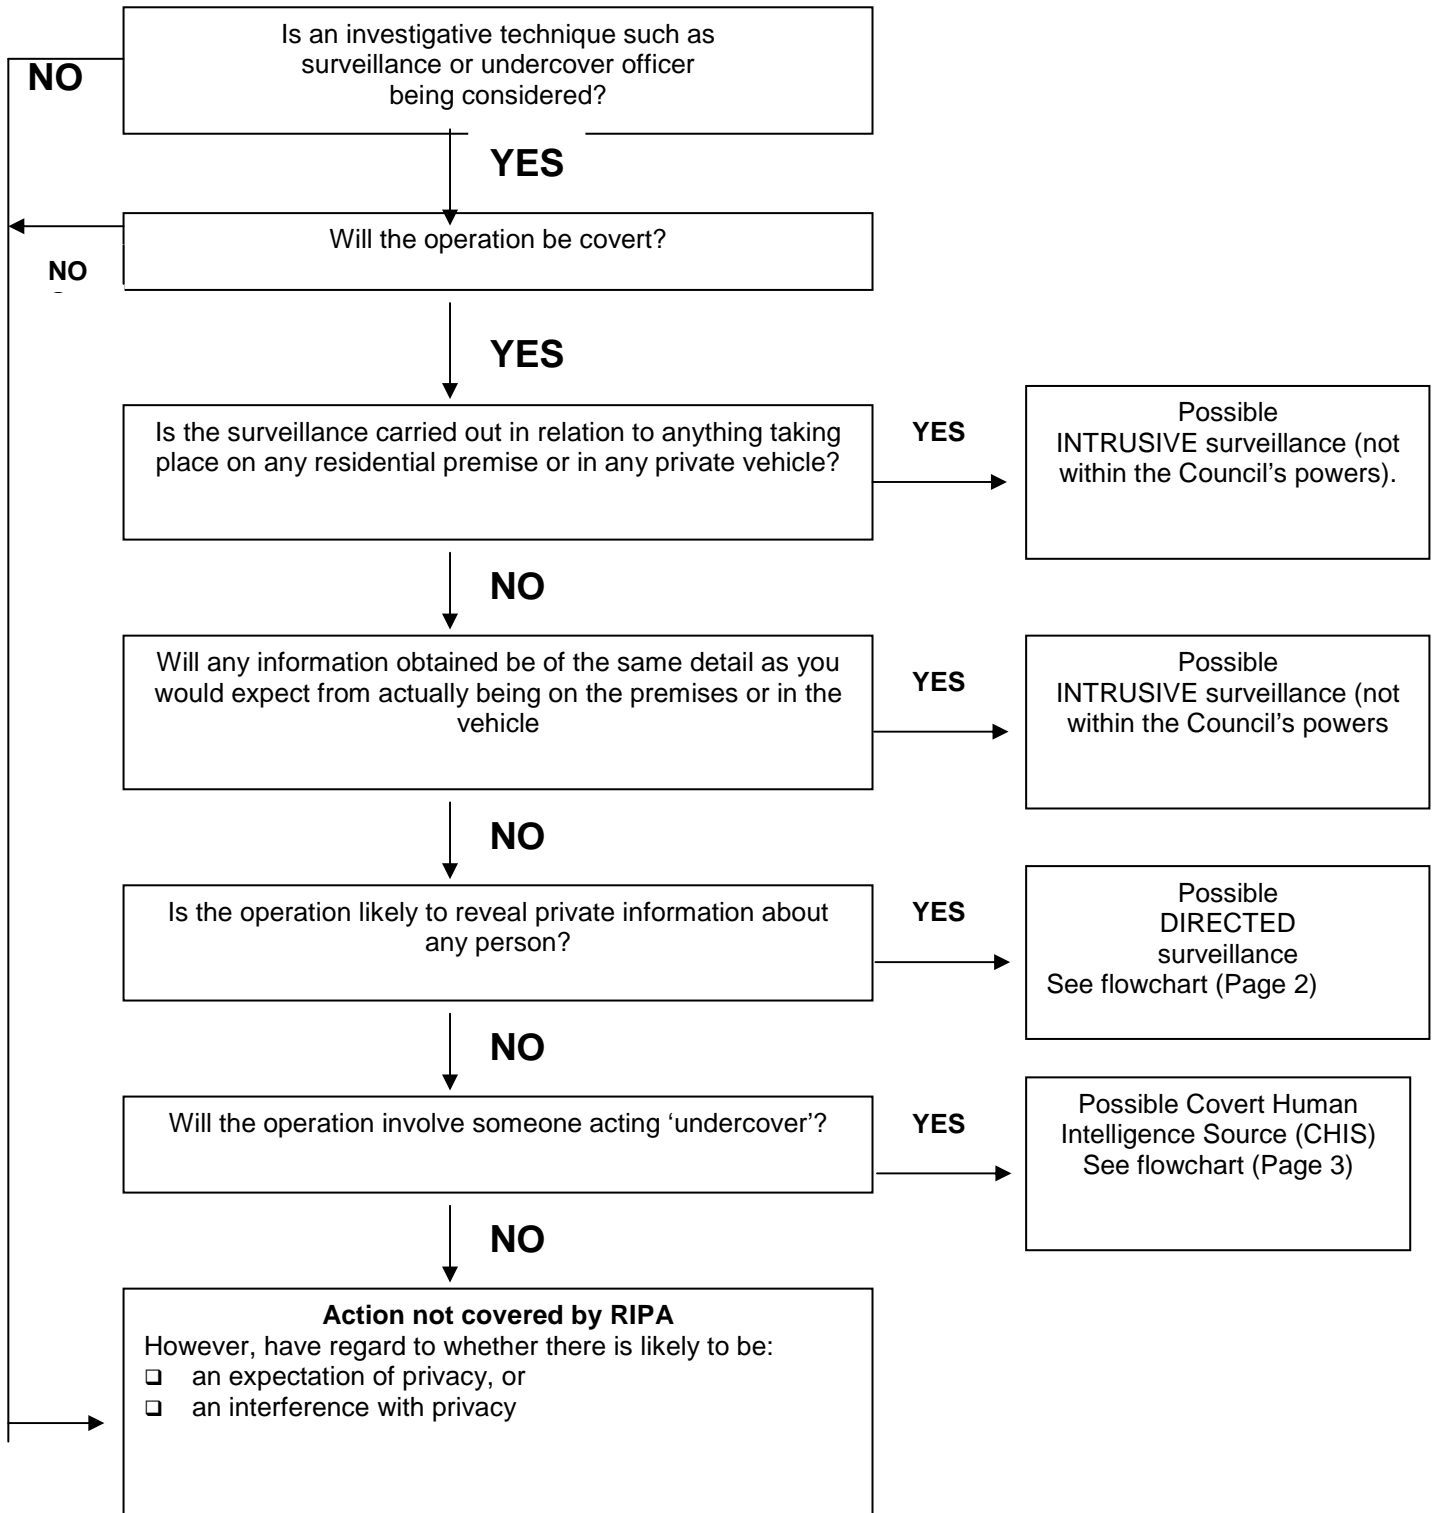 Is an investigative technique such as
surveillance or undercover officer
being considered?
NO
YES
Will the operation be covert?
NO
YES
Is the surveillance carried out in relation to anything taking
place on any residential premise or in any private vehicle?
YES
Possible
INTRUSIVE surveillance (not
within the Council’s powers).
NO
Will any information obtained be of the same detail as you
would expect from actually being on the premises or in the
vehicle
YES
Possible
INTRUSIVE surveillance (not
within the Council’s powers
NO
Is the operation likely to reveal private information about
any person?
YES
Possible
DIRECTED
surveillance
See flowchart (Page 2)
NO
Will the operation involve someone acting ‘undercover’?
YES
Possible Covert Human
Intelligence Source (CHIS)
See flowchart (Page 3)
NO
Action not covered by RIPA
However, have regard to whether there is likely to be:
❑ an expectation of privacy, or
❑ an interference with privacy